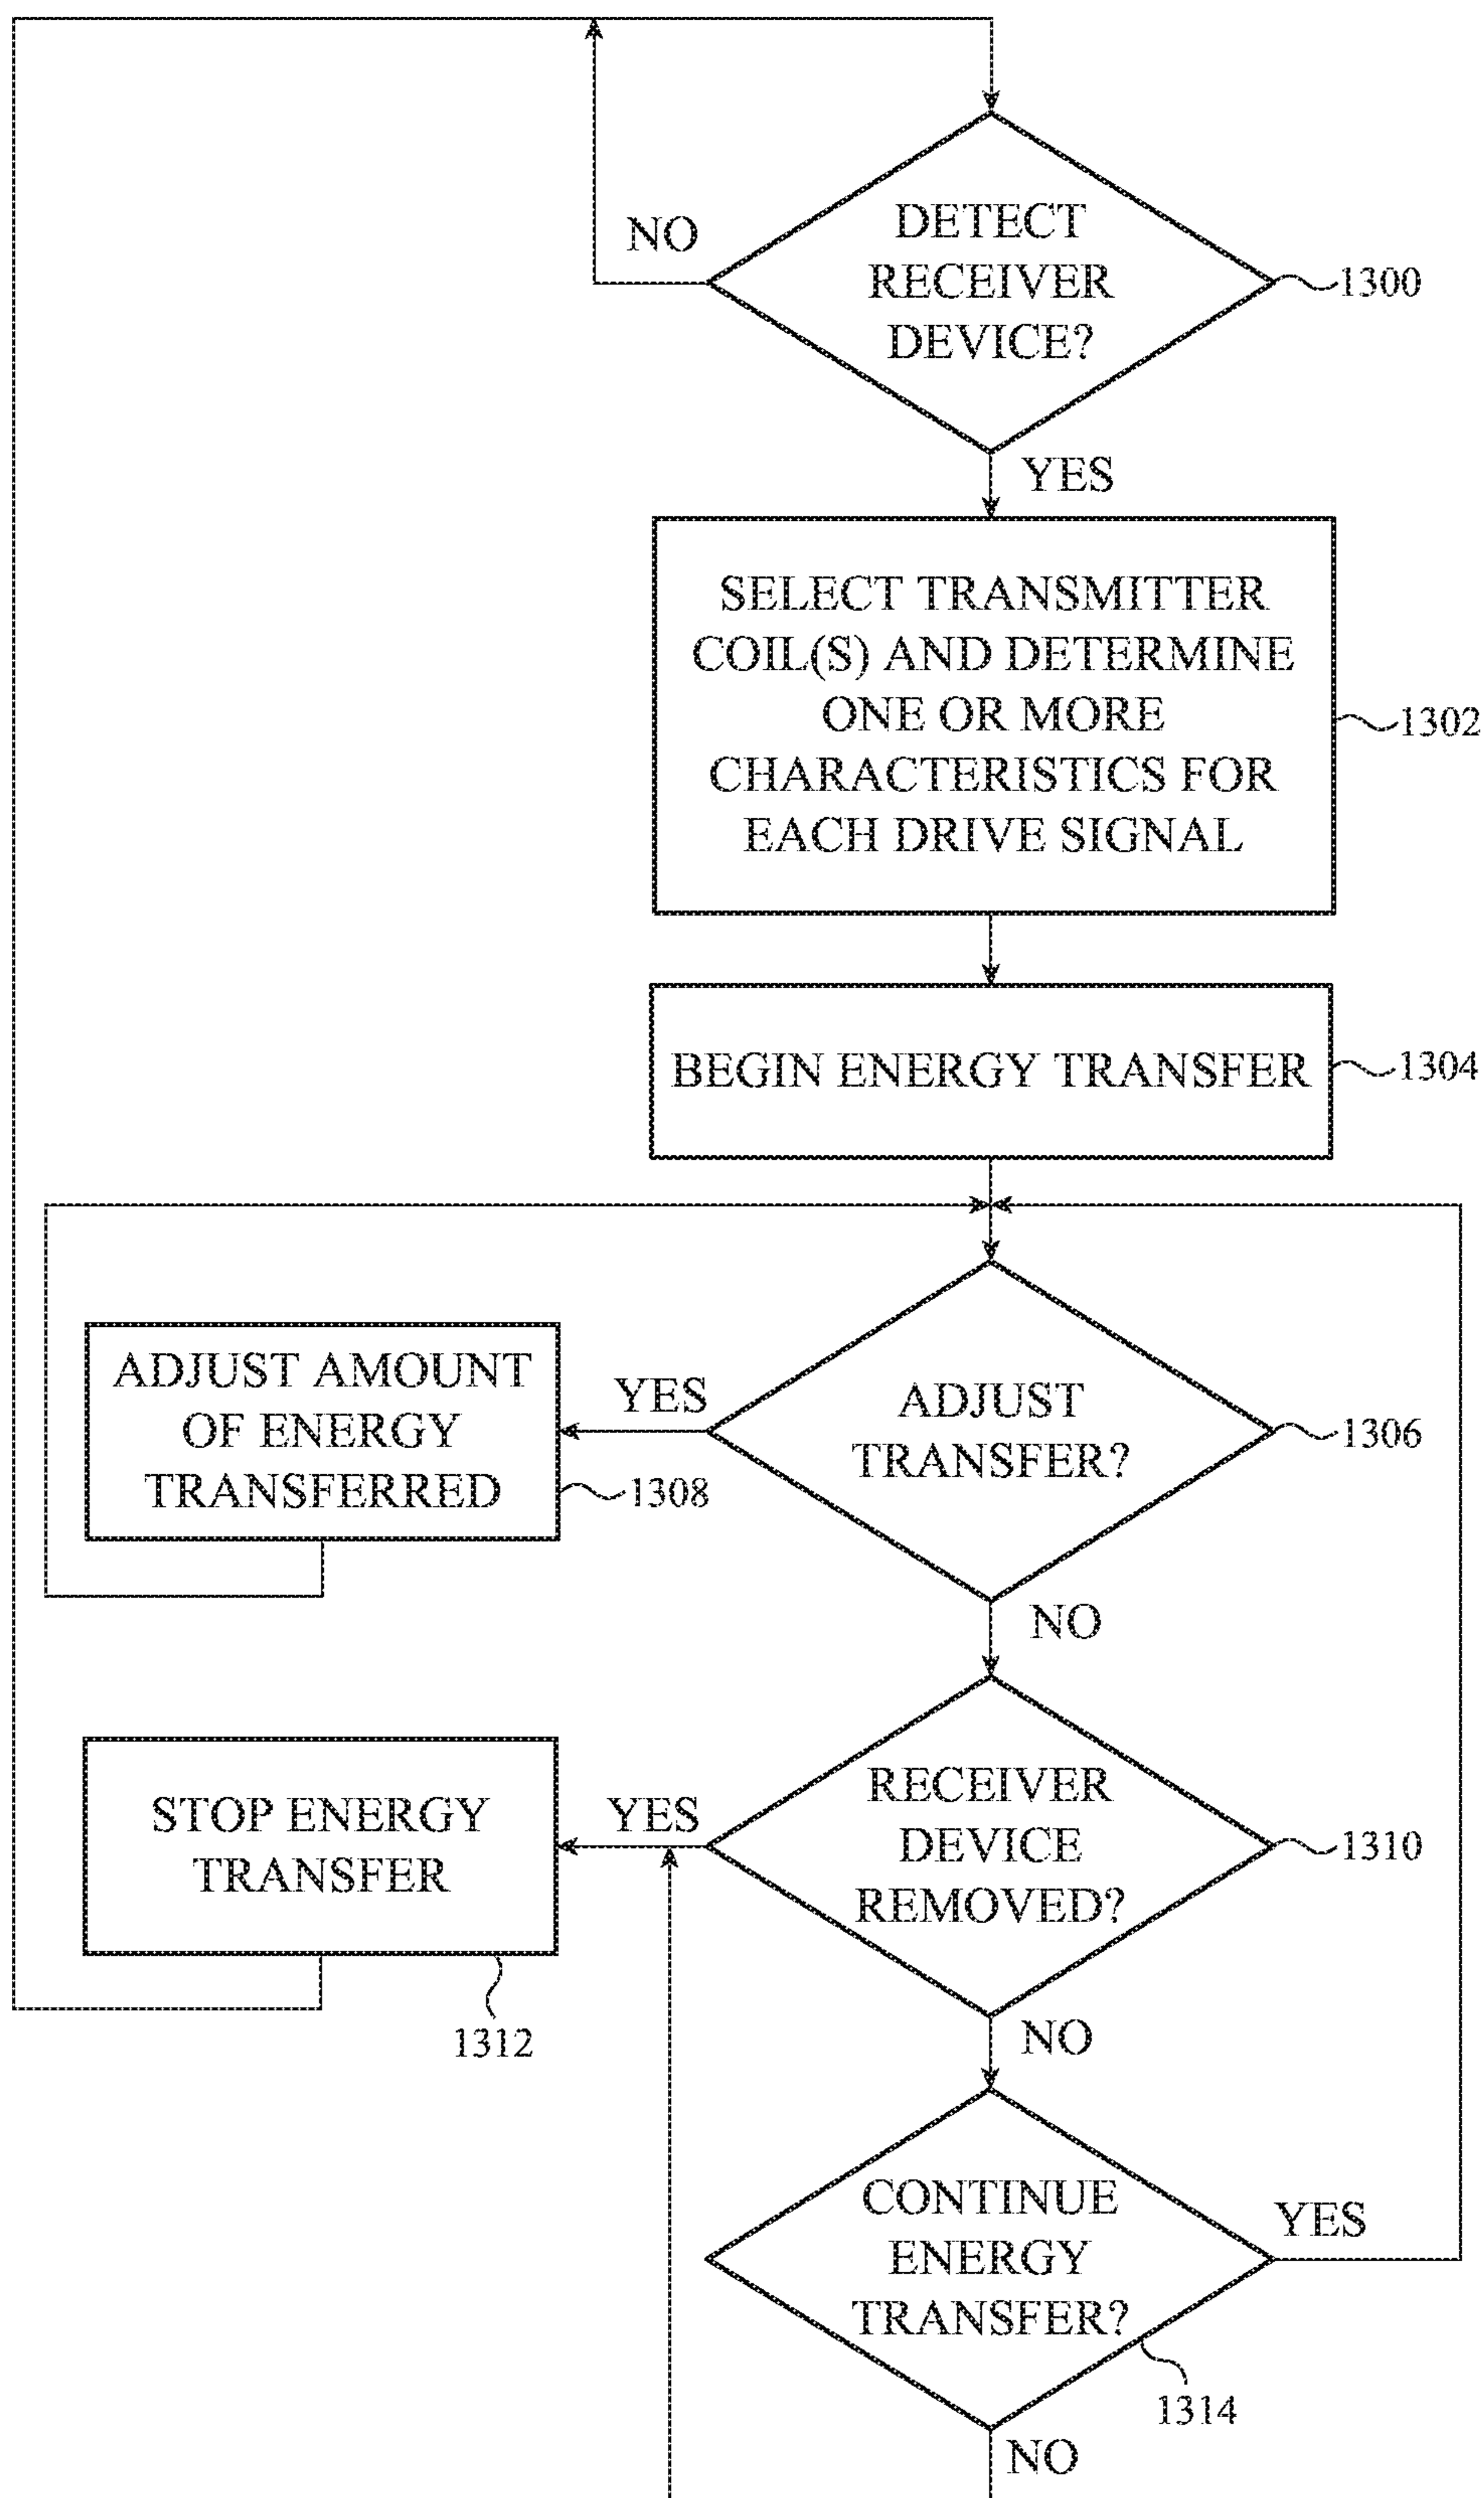 DETECT
RECEIVER
DEVICE?
NO
1300
YES
SELECT TRANSMITTER
COIL(S) AND DETERMINE
ONE OR MORE
CHARACTERISTICS FOR
EACH DRIVE SIGNAL
1302
BEGIN ENERGY TRANSFER
1304
ADJUST AMOUNT
OF ENERGY
TRANSFERRED
1308
YES
ADJUST
TRANSFER?
1306
NO
STOP ENERGY
TRANSFER
1312
YES
RECEIVER
DEVICE
REMOVED?
1310
NO
CONTINUE
ENERGY
TRANSFER?
YES
1314
NO